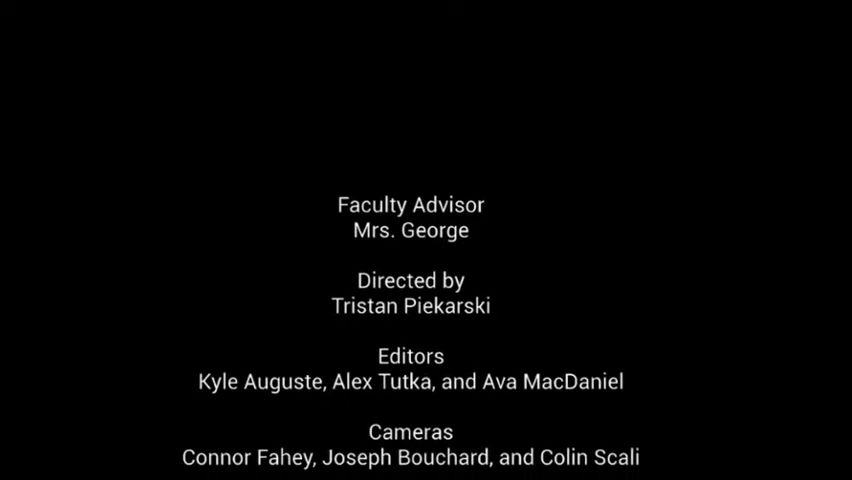 Faculty Advisor
Mrs. George
Directed by
Tristan Piekarski
Editors
Kyle Auguste, Alex Tutka, and Ava MacDaniel
Cameras
Connor Fahey, Joseph Bouchard, and Colin Scali